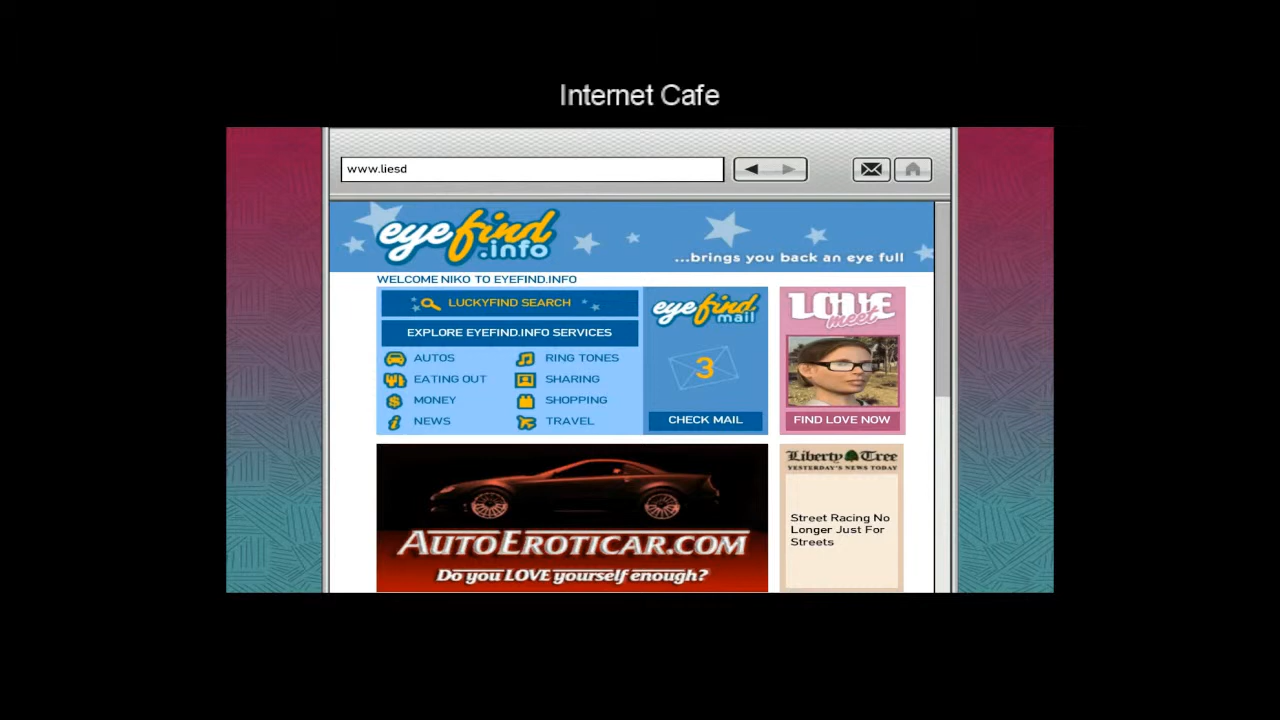 Internet Cafe
www.liesd
eyefind.info
...brings you back an eye full
WELCOME NIKO TO EYEFIND.INFO
LUCKYFIND SEARCH
EXPLORE EYEFIND.INFO SERVICES
AUTOS
RING TONES
EATING OUT
SHARING
MONEY
SHOPPING
NEWS
TRAVEL
eyefind
mail
3
CHECK MAIL
LOVE
meet
FIND LOVE NOW
AUTOEROTICAR.COM
Do you LOVE yourself enough?
Liberty Tree
YESTERDAY'S NEWS TODAY
Street Racing No
Longer Just For
Streets